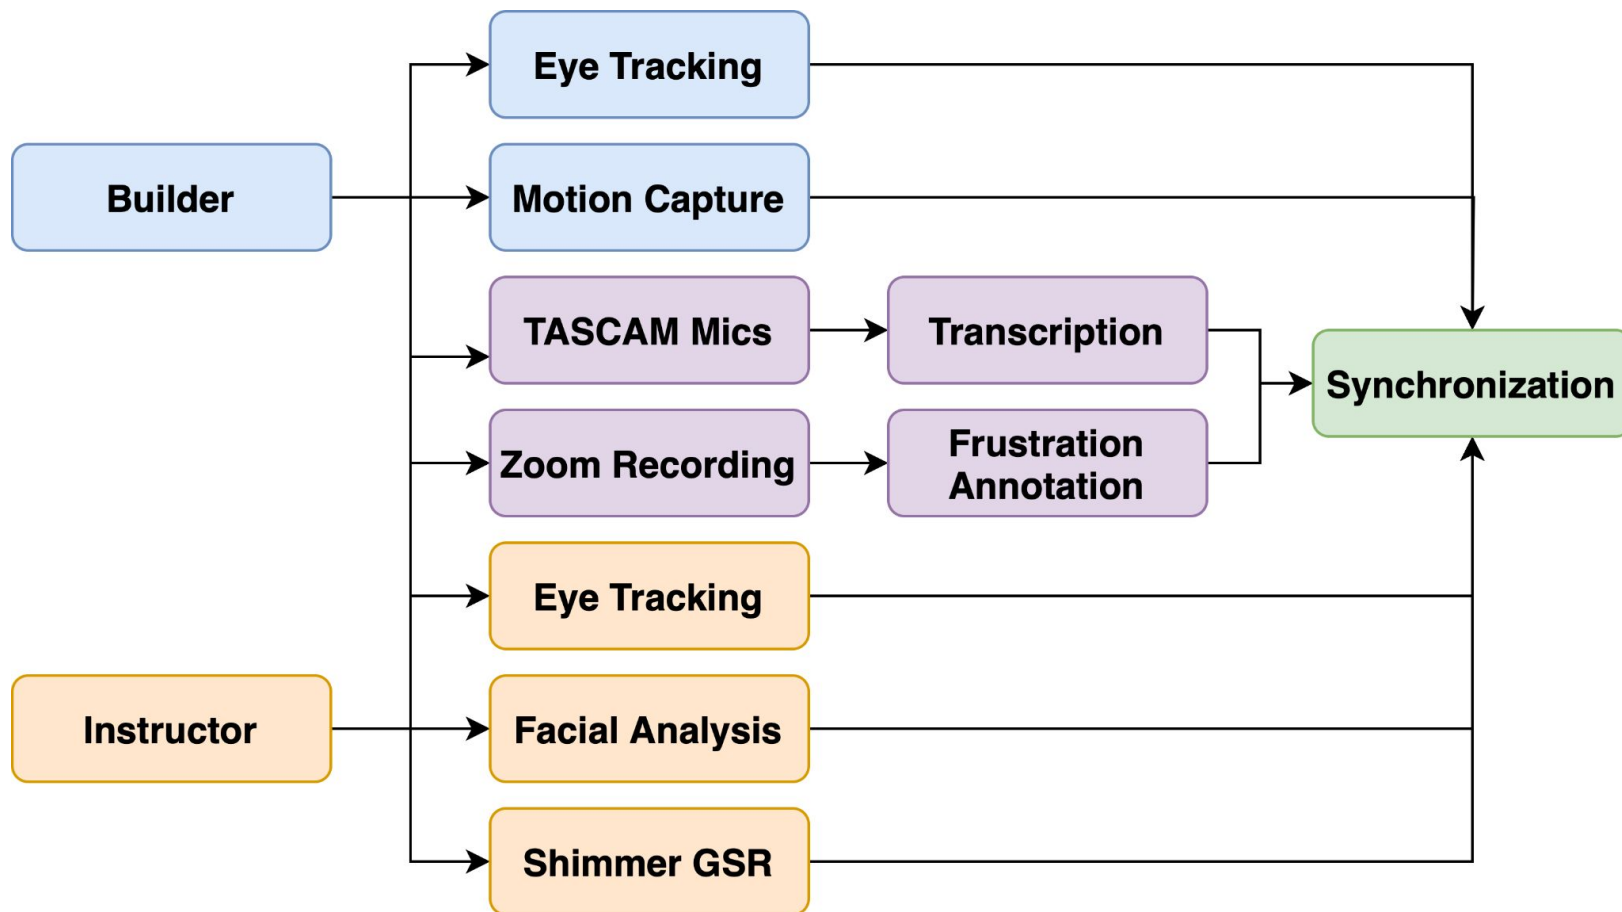 Eye Tracking
Builder
Motion Capture
TASCAM Mics
Transcription
Synchronization
Zoom Recording
Frustration
Annotation
Eye Tracking
Instructor
Facial Analysis
Shimmer GSR